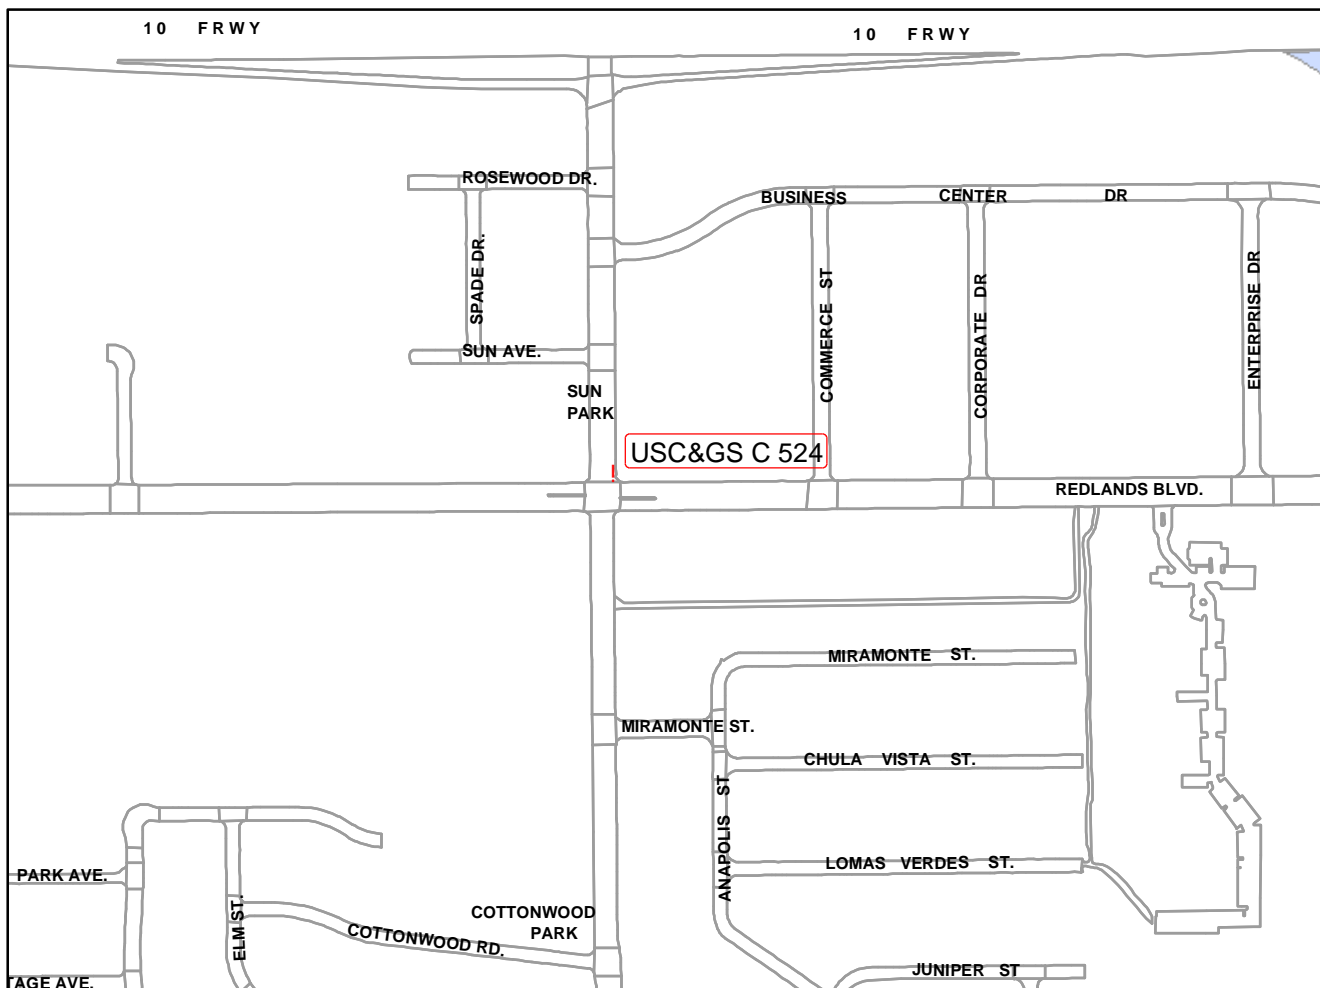 10 FRWY
10 FRWY
ROSEWOOD DR.
BUSINESS CENTER DR
SPADE DR.
SUN AVE.
COMMERCE ST
CORPORATE DR
ENTERPRISE DR
SUN
PARK
USC&GS C 524
REDLANDS BLVD.
MIRAMONTE ST.
MIRAMONTE ST.
CHULA VISTA ST.
ANAPOLIS ST
LOMAS VERDES ST.
PARK AVE.
ELM ST.
COTTONWOOD
PARK
COTTONWOOD RD.
JUNIPER ST
TAGE AVE.